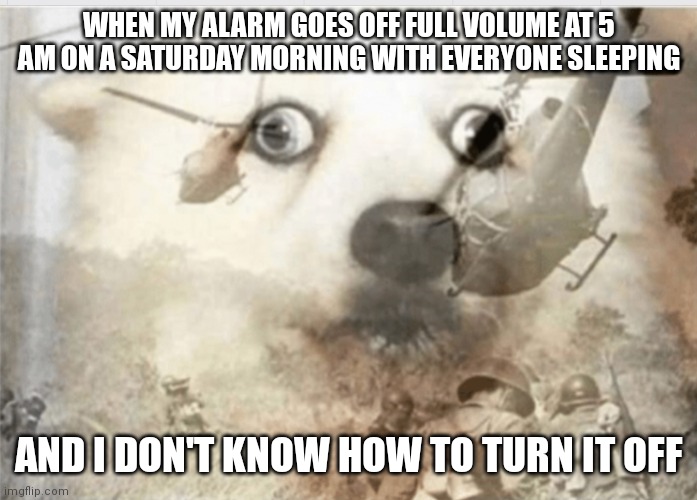 WHEN MY ALARM GOES OFF FULL VOLUME AT 5
AM ON A SATURDAY MORNING WITH EVERYONE SLEEPING
AND I DON'T KNOW HOW TO TURN IT OFF
imgflip.com